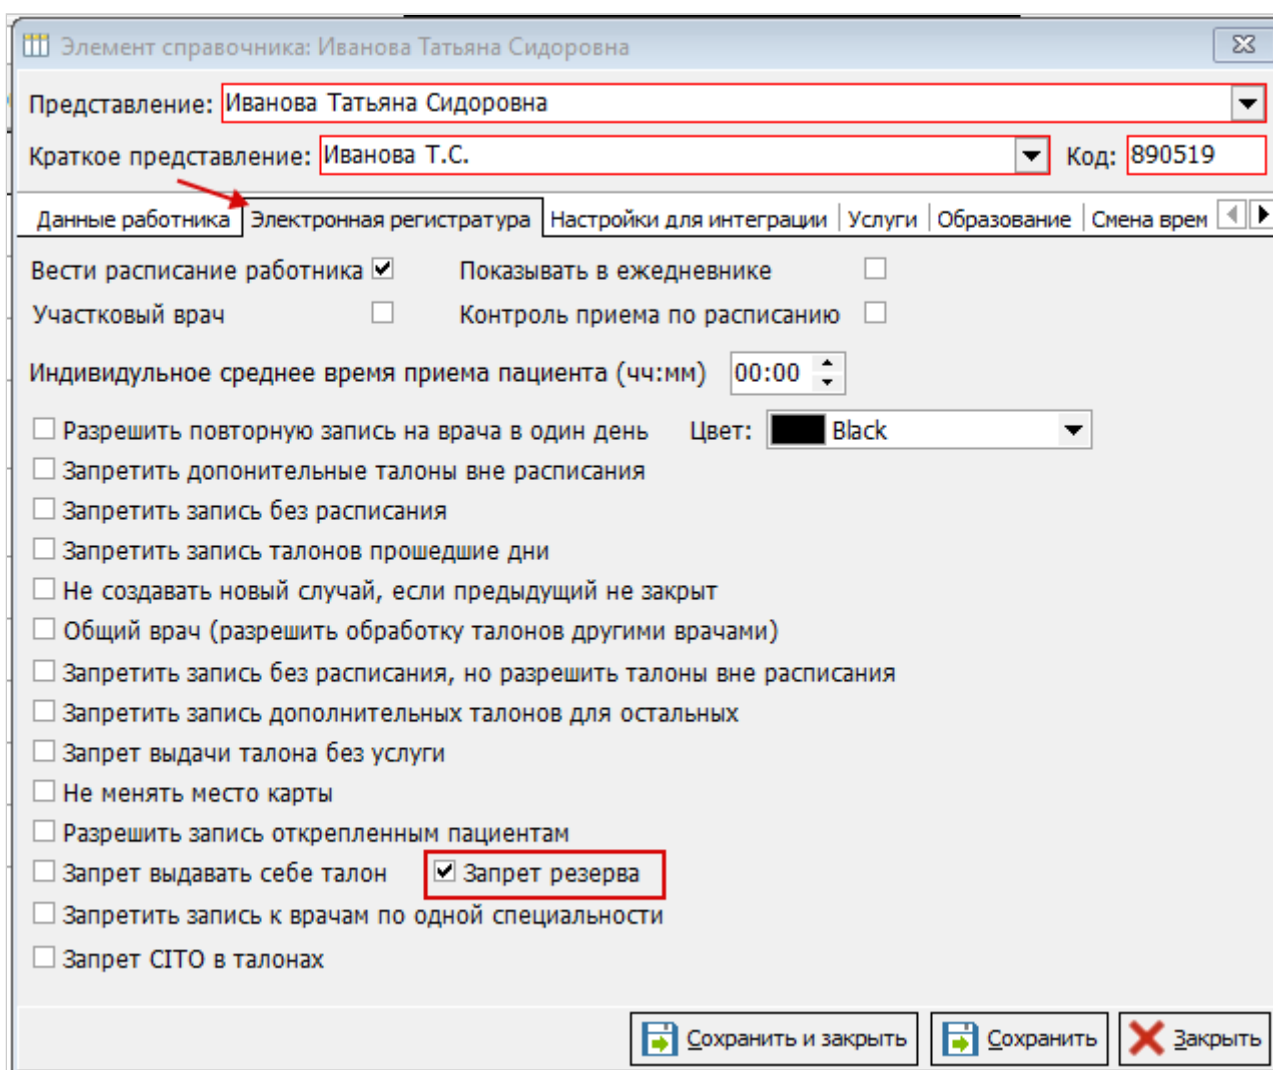 Элемент справочника: Иванова Татьяна Сидоровна
Представление: Иванова Татьяна Сидоровна
Краткое представление: Иванова Т.С. Код: 890519
Данные работника Электронная регистратура Настройки для интеграции Услуги Образование Смена врем
Вести расписание работника Показывать в ежедневнике
Участковый врач Контроль приема по расписанию
Индивидульное среднее время приема пациента (чч:мм) 00:00
Разрешить повторную запись на врача в один день Цвет: Black
Запретить допонительные талоны вне расписания
Запретить запись без расписания
Запретить запись талонов прошедшие дни
Не создавать новый случай, если предыдущий не закрыт
Общий врач (разрешить обработку талонов другими врачами)
Запретить запись без расписания, но разрешить талоны вне расписания
Запретить запись дополнительных талонов для остальных
Запрет выдачи талона без услуги
Не менять место карты
Разрешить запись открепленным пациентам
Запрет выдавать себе талон Запрет резерва
Запретить запись к врачам по одной специальности
Запрет CITO в талонах
Сохранить и закрыть Сохранить Закрыть